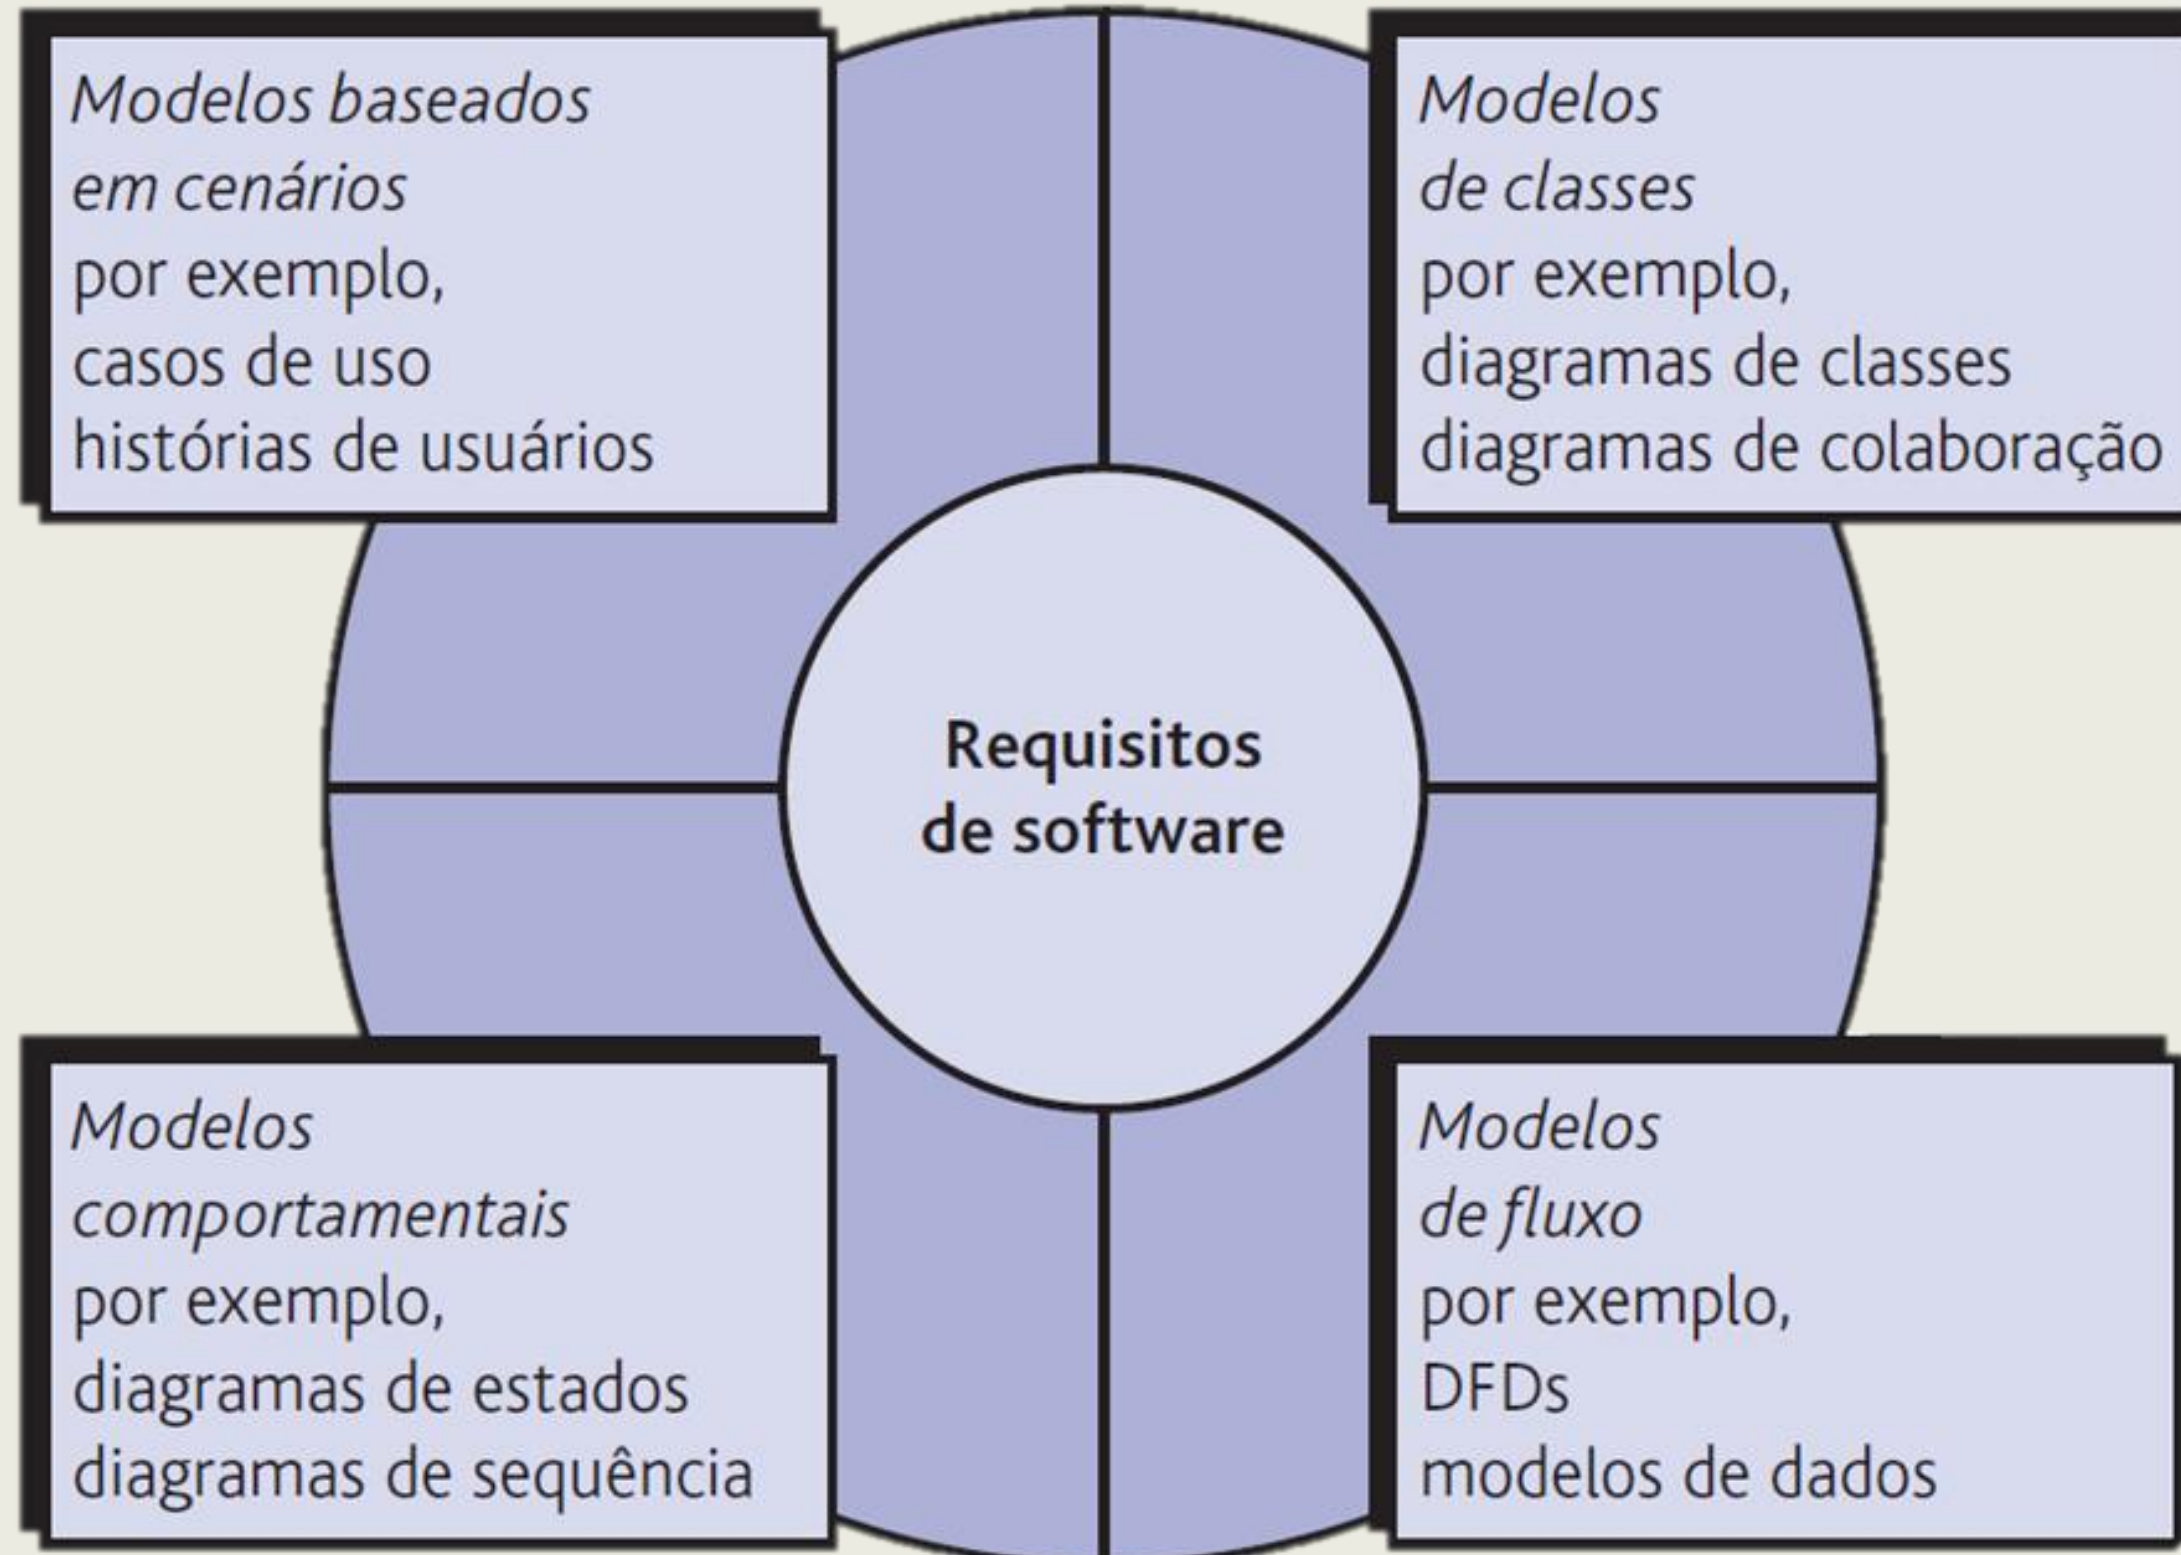 Modelos baseados
em cenários
por exemplo,
casos de uso
histórias de usuários
Modelos
de classes
por exemplo,
diagramas de classes
diagramas de colaboração
Requisitos
de software
Modelos
comportamentais
por exemplo,
diagramas de estados
diagramas de sequência
Modelos
de fluxo
por exemplo,
DFDs
modelos de dados